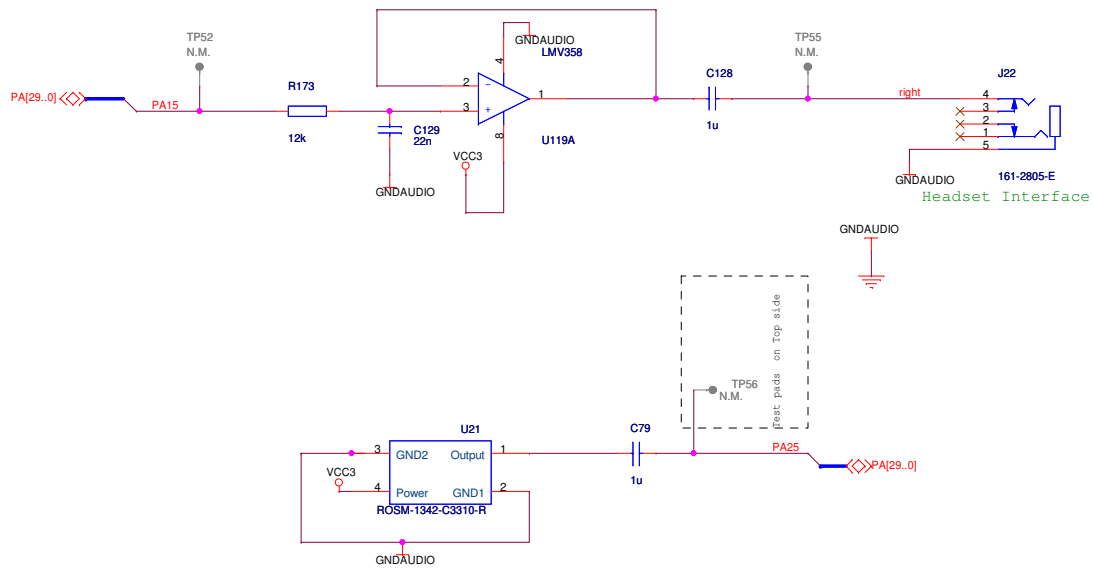 TP52
N.M.
PA[29..0]
PA15
R173
12k
C129
22n
GNDAUDIO
GNDAUDIO
LMV358
4
2
-
3
+
1
8
U119A
VCC3
C128
1u
TP55
N.M.
right
J22
4
3
2
1
5
GNDAUDIO
161-2805-E
Headset Interface
GNDAUDIO
Test pads on Top side
TP56
N.M.
U21
3
GND2
Output
1
VCC3
4
Power
GND1
2
ROSM-1342-C3310-R
GNDAUDIO
C79
1u
PA25
PA[29..0]